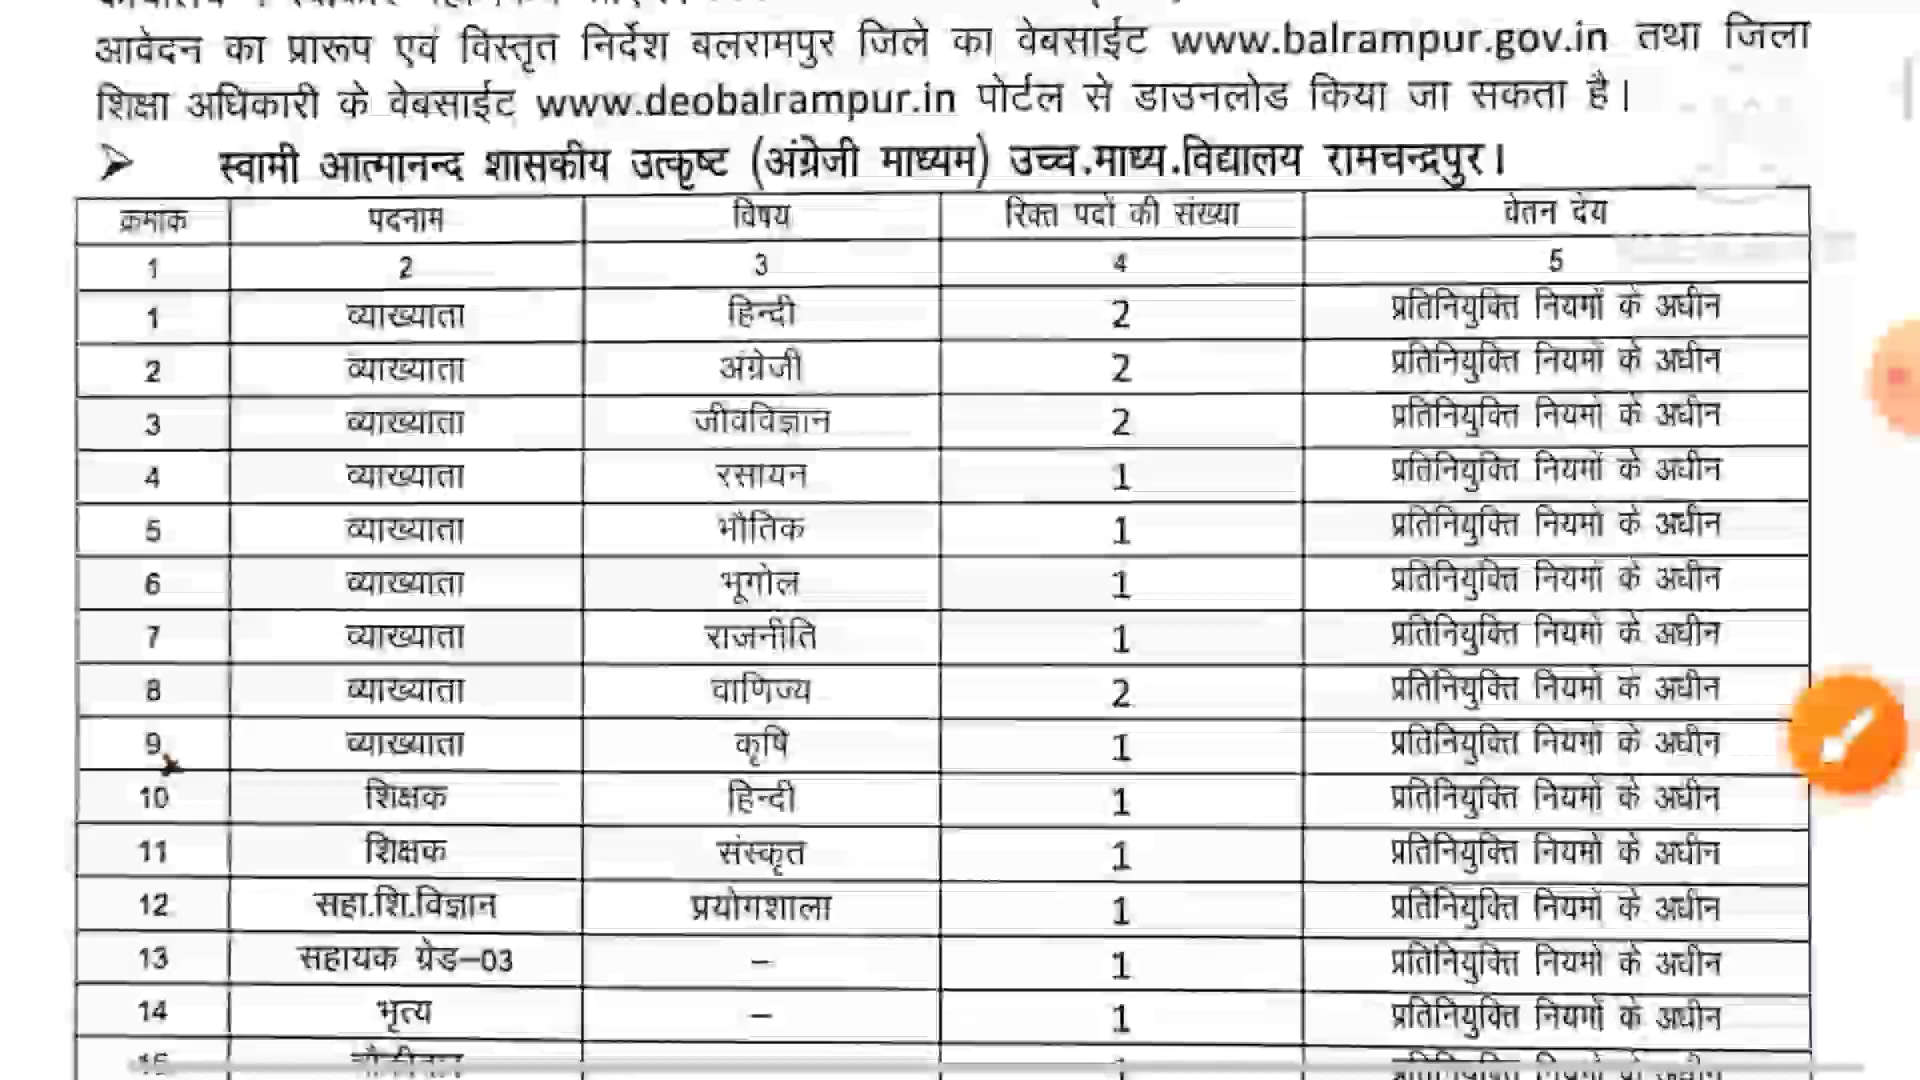 आवेदन का प्रारूप एवं विस्तृत निर्देश बलरामपुर जिले का वेबसाईट www.balrampur.gov.in तथा जिला
शिक्षा अधिकारी के वेबसाईट www.deobalrampur.in पोर्टल से डाउनलोड किया जा सकता है।
➢ स्वामी आत्मानन्द शासकीय उत्कृष्ट (अंग्रेजी माध्यम) उच्च.माध्य.विद्यालय रामचन्द्रपुर।
क्रमांक पदनाम विषय रिक्त पदों की संख्या वेतन देय
1 2 3 4 5
1 व्याख्याता हिन्दी 2 प्रतिनियुक्ति नियमों के अधीन
2 व्याख्याता अंग्रेजी 2 प्रतिनियुक्ति नियमों के अधीन
3 व्याख्याता जीवविज्ञान 2 प्रतिनियुक्ति नियमों के अधीन
4 व्याख्याता रसायन 1 प्रतिनियुक्ति नियमों के अधीन
5 व्याख्याता भौतिक 1 प्रतिनियुक्ति नियमों के अधीन
6 व्याख्याता भूगोल 1 प्रतिनियुक्ति नियमों के अधीन
7 व्याख्याता राजनीति 1 प्रतिनियुक्ति नियमों के अधीन
8 व्याख्याता वाणिज्य 2 प्रतिनियुक्ति नियमों के अधीन
9 व्याख्याता कृषि 1 प्रतिनियुक्ति नियमों के अधीन
10 शिक्षक हिन्दी 1 प्रतिनियुक्ति नियमों के अधीन
11 शिक्षक संस्कृत 1 प्रतिनियुक्ति नियमों के अधीन
12 सहा.शि.विज्ञान प्रयोगशाला 1 प्रतिनियुक्ति नियमों के अधीन
13 सहायक ग्रेड–03 – 1 प्रतिनियुक्ति नियमों के अधीन
14 भृत्य – 1 प्रतिनियुक्ति नियमों के अधीन